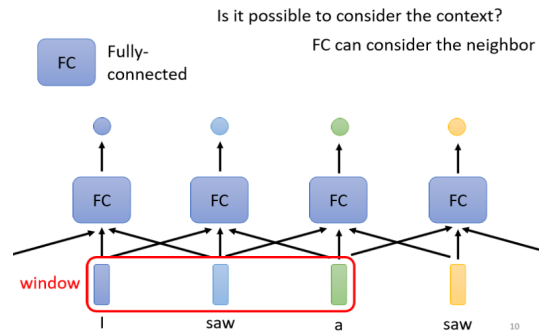 Is it possible to consider the context?
FC can consider the neighbor
FC
Fully-
connected
FC FC FC FC
window
I saw a saw
10